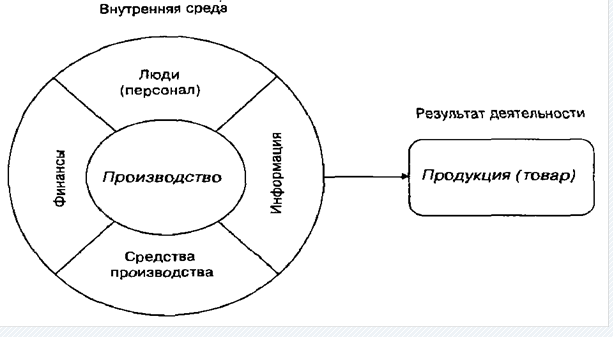 Внутренняя среда
Люди
(персонал)
Финансы
Производство
Информация
Средства
производства
Результат деятельности
Продукция (товар)